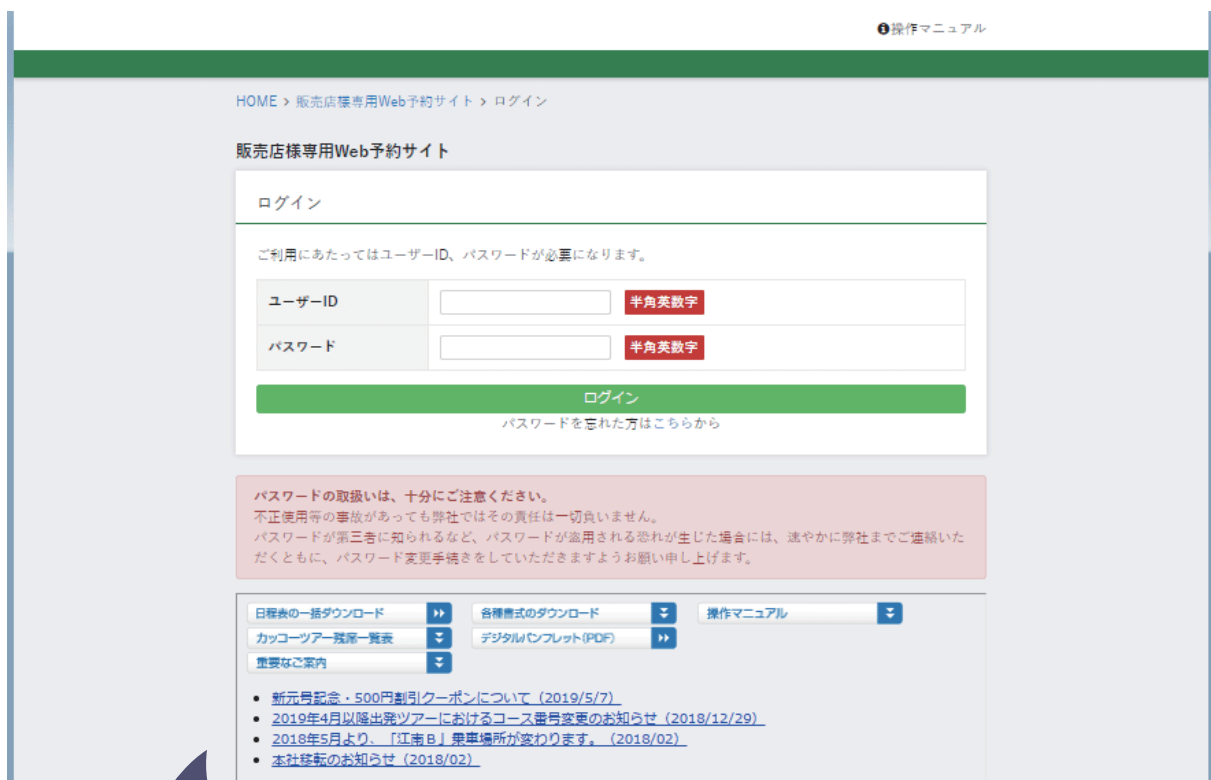 操作マニュアル
HOME > 販売店様専用Web予約サイト > ログイン
販売店様専用Web予約サイト
ログイン
ご利用にあたってはユーザーID、パスワードが必要になります。
ユーザーID 半角英数字
パスワード 半角英数字
ログイン
パスワードを忘れた方はこちらから
パスワードの取扱いは、十分にご注意ください。
不正使用等の事故があっても弊社ではその責任は一切負いません。
パスワードが第三者に知られるなど、パスワードが盗用される恐れが生じた場合には、速やかに弊社までご連絡いた
だくともに、パスワード変更手続きをしていただきますようお願い申し上げます。
日程表の一括ダウンロード 各種書式のダウンロード 操作マニュアル
カッコーツアー残席一覧表 デジタルパンフレット(PDF)
重要なご案内
新元号記念・500円割引クーポンについて（2019/5/7）
2019年4月以降出発ツアーにおけるコース番号変更のお知らせ（2018/12/29）
2018年5月より、「江南Ｂ」乗車場所が変わります。（2018/02）
本社移転のお知らせ（2018/02）